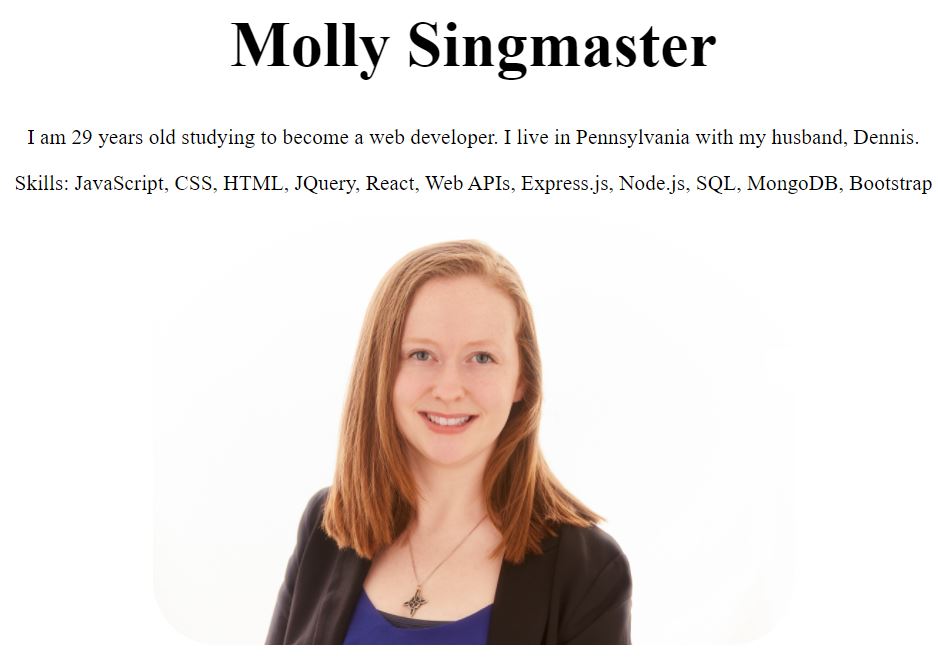 Molly Singmaster
I am 29 years old studying to become a web developer. I live in Pennsylvania with my husband, Dennis.
Skills: JavaScript, CSS, HTML, JQuery, React, Web APIs, Express.js, Node.js, SQL, MongoDB, Bootstrap